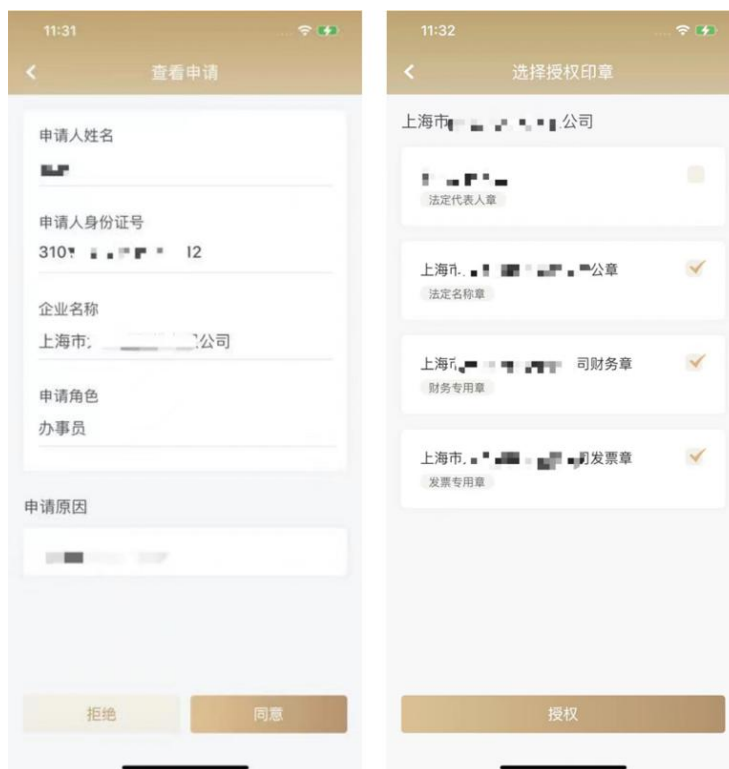 11:31
查看申请
申请人姓名
申请人身份证号
310 12
企业名称
上海市 公司
申请角色
办事员
申请原因
拒绝
同意
11:32
选择授权印章
上海市 公司
法定代表人章
上海市 公章
法定名称章
上海市 司财务章
财务专用章
上海市 司发票章
发票专用章
授权